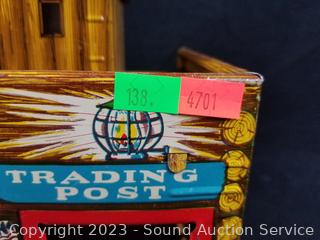 138. 4701
TRADING
POST
Copyright 2023 - Sound Auction Service